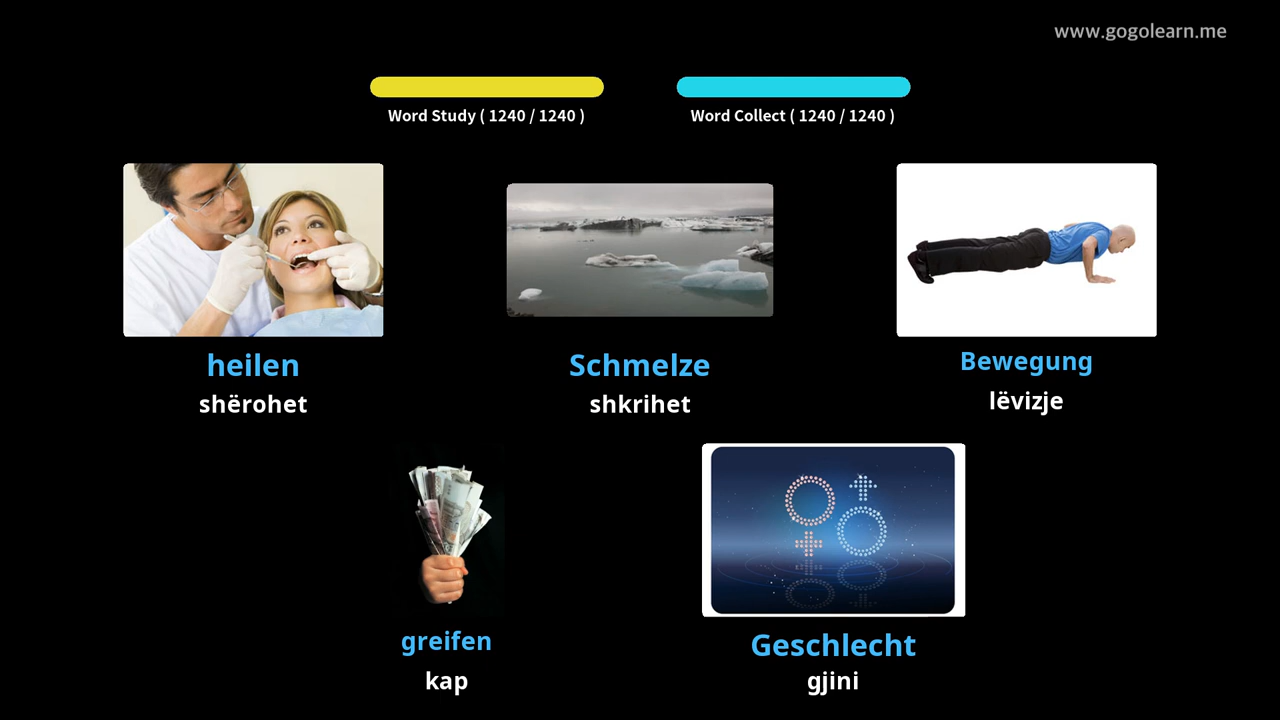 www.gogolearn.me
Word Study ( 1240 / 1240 )
Word Collect ( 1240 / 1240 )
heilen
shërohet
Schmelze
shkrihet
Bewegung
lëvizje
greifen
kap
Geschlecht
gjini